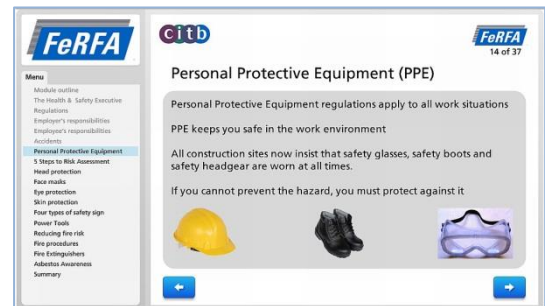 FeRFA
citb
FeRFA
14 of 37
Menu
Module outline
The Health & Safety Executive
Regulations
Employer's responsibilities
Employee's responsibilities
Accidents
Personal Protective Equipment
5 Steps to Risk Assessment
Head protection
Face masks
Eye protection
Skin protection
Four types of safety sign
Power Tools
Reducing fire risk
Fire procedures
Fire Extinguishers
Asbestos Awareness
Summary
Personal Protective Equipment (PPE)
Personal Protective Equipment regulations apply to all work situations
PPE keeps you safe in the work environment
All construction sites now insist that safety glasses, safety boots and
safety headgear are worn at all times.
If you cannot prevent the hazard, you must protect against it